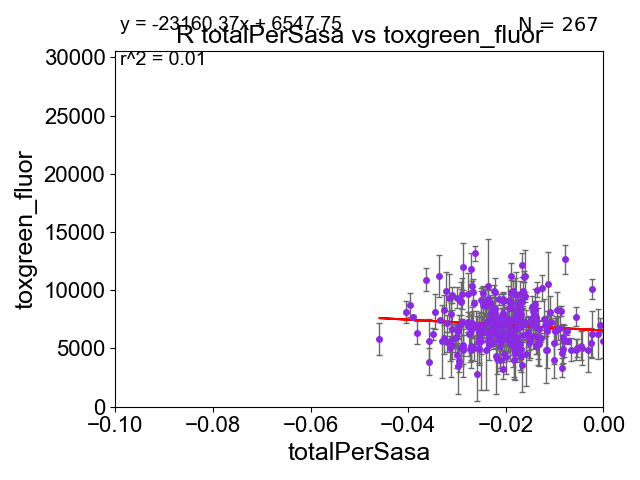 y = -23160.37x + 6547.75
N = 267
R totalPerSasa vs toxgreen_fluor
r^2 = 0.01
30000
25000
20000
15000
10000
5000
0
toxgreen_fluor
−0.10 −0.08 −0.06 −0.04 −0.02 0.00
totalPerSasa